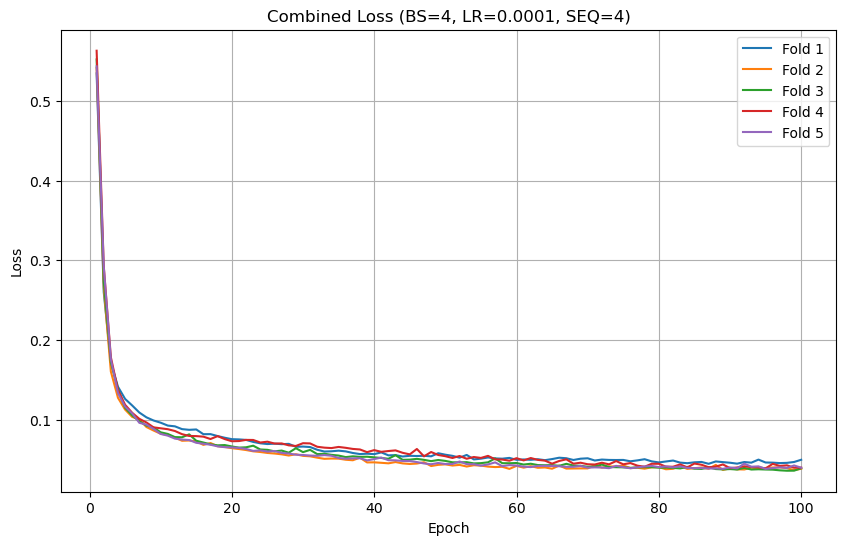 Combined Loss (BS=4, LR=0.0001, SEQ=4)
Fold 1
Fold 2
Fold 3
Fold 4
Fold 5
Loss
0.5
0.4
0.3
0.2
0.1
0 20 40 60 80 100
Epoch